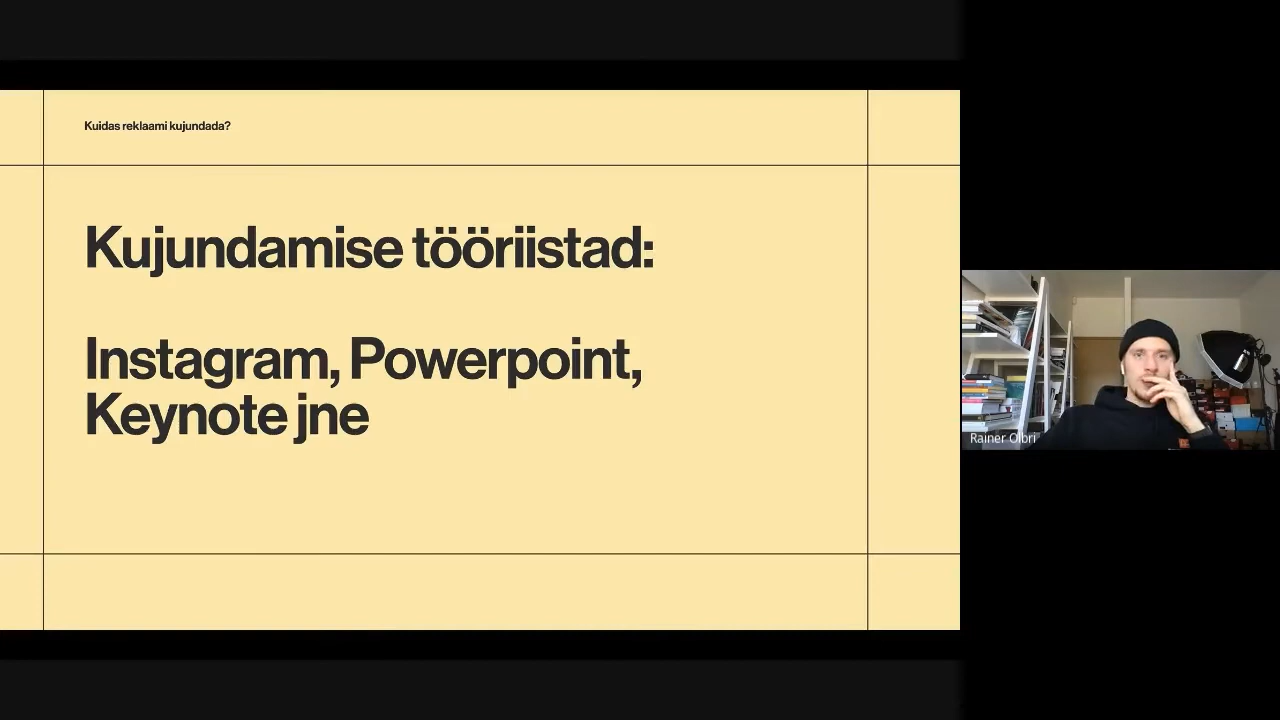 Kuidas reklaami kujundada?
Kujundamise tööriistad:
Instagram, Powerpoint,
Keynote jne
Rainer Olbri